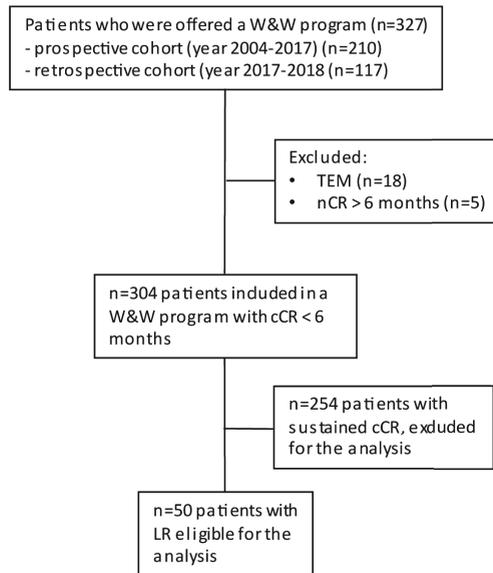 Patients who were offered a W&W program (n=327)
- prospective cohort (year 2004-2017) (n=210)
- retrospective cohort (year 2017-2018 (n=117)
Excluded:
• TEM (n=18)
• nCR > 6 months (n=5)
n=304 patients included in a
W&W program with cCR < 6
months
n=254 patients with
sustained cCR, exduded
for the analysis
n=50 patients with
LR eligible for the
analysis